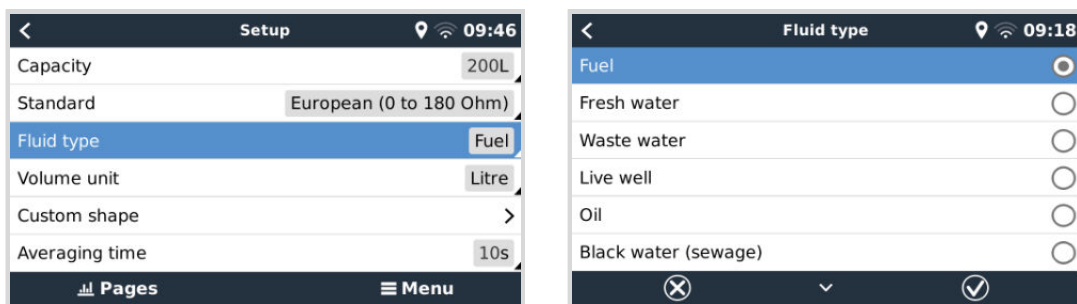 Setup 09:46
Capacity 200L
Standard European (0 to 180 Ohm)
Fluid type Fuel
Volume unit Litre
Custom shape
Averaging time 10s
Pages Menu
Fluid type 09:18
Fuel
Fresh water
Waste water
Live well
Oil
Black water (sewage)